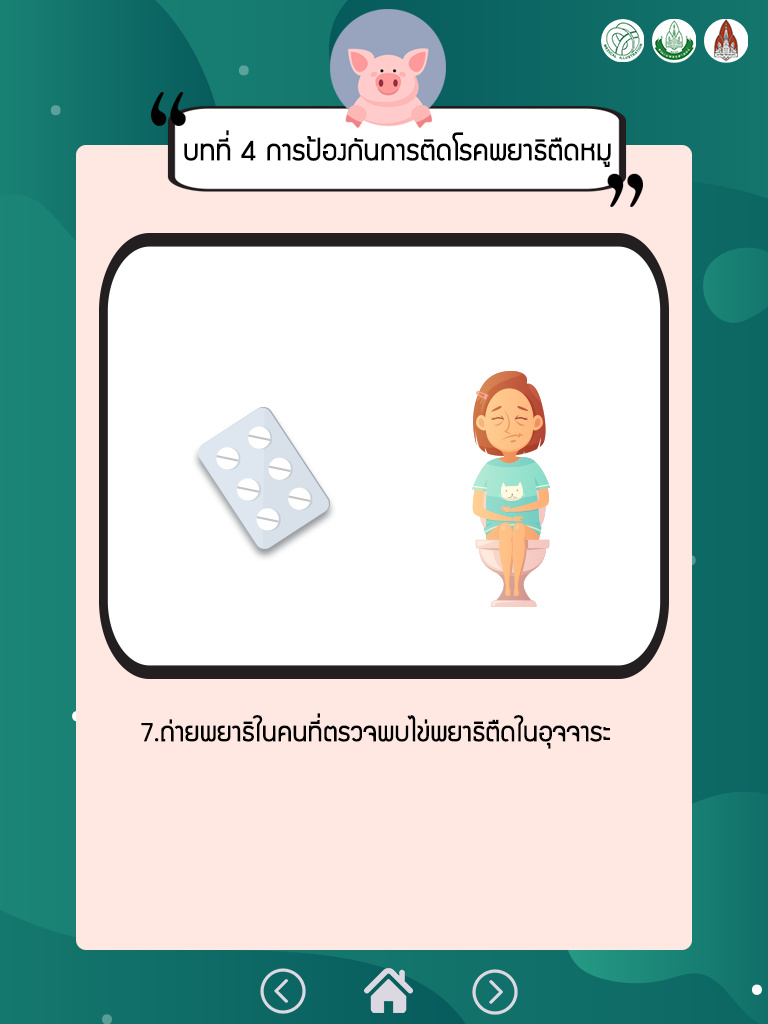 บทที่ 4 การป้องกันการติดโรคพยาธิตืดหมู
7.ถ่ายพยาธิในคนที่ตรวจพบไข่พยาธิตืดในอุจจาระ